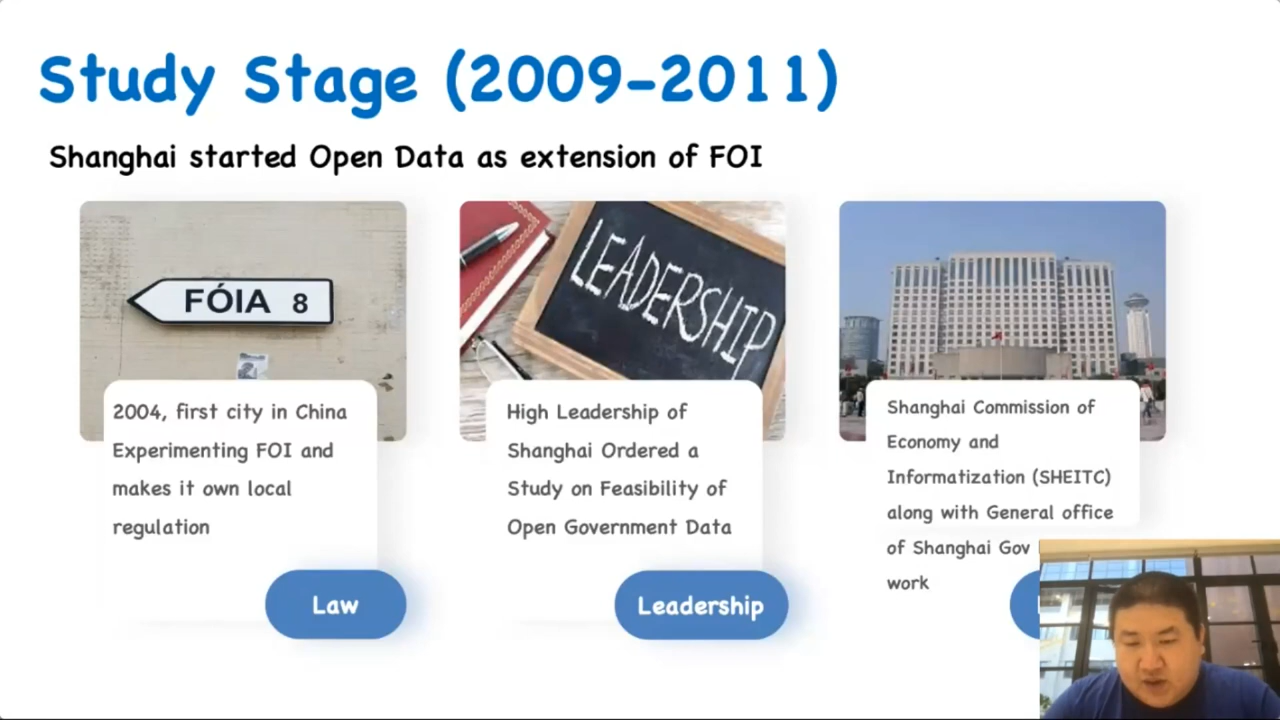 Study Stage (2009-2011)
Shanghai started Open Data as extension of FOI
FÓIA 8
2004, first city in China
Experimenting FOI and
makes it own local
regulation
Law
LEADERSHIP
High Leadership of
Shanghai Ordered a
Study on Feasibility of
Open Government Data
Leadership
Shanghai Commission of
Economy and
Informatization (SHEITC)
along with General office
of Shanghai Gov
work